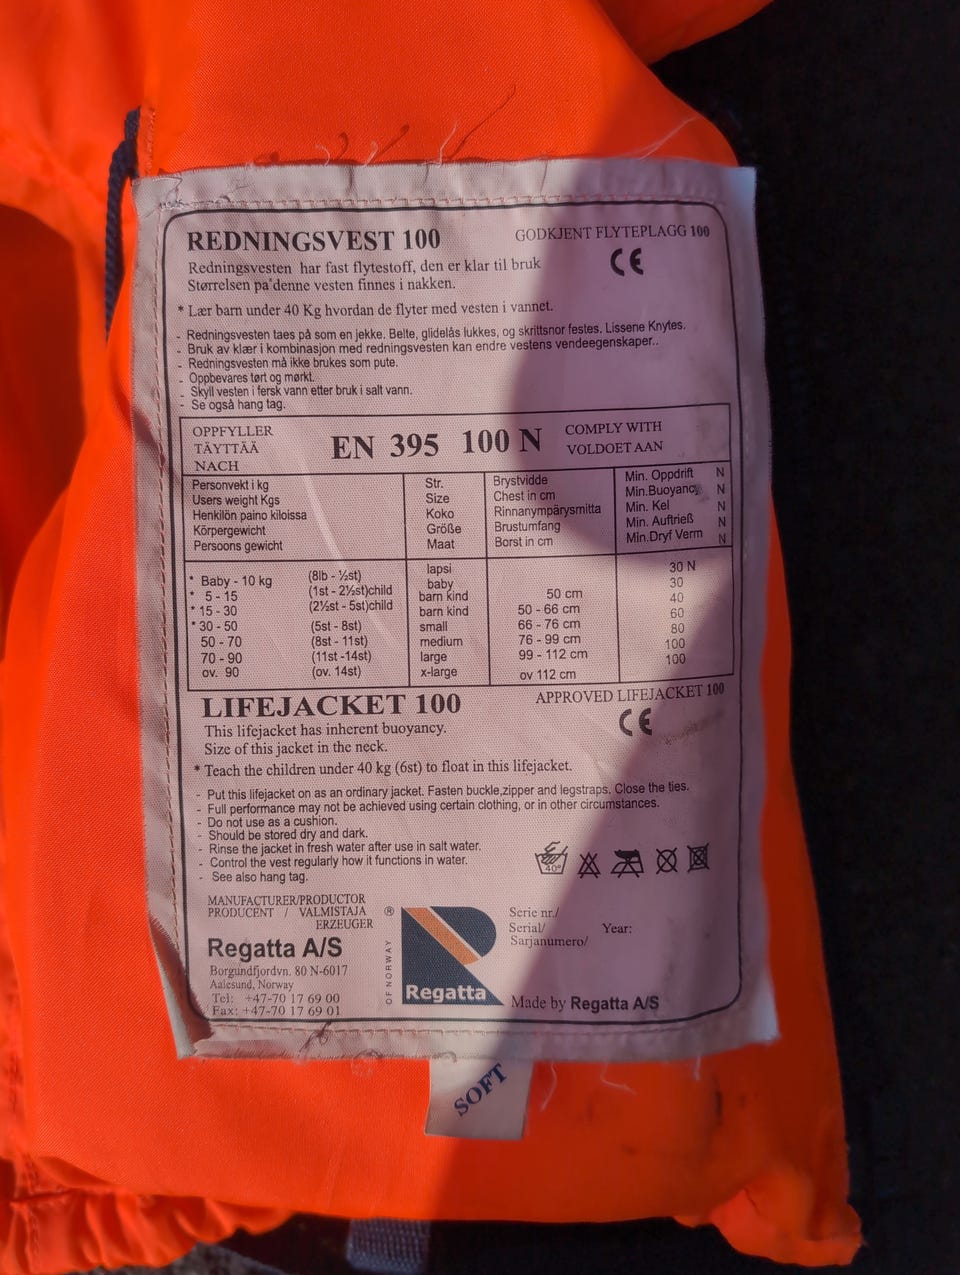 REDNINGSVEST 100
GODKJENT FLYTEPLAGG 100
CE
Redningsvesten har fast flytestoff, den er klar til bruk
Størrelsen på denne vesten finnes i nakken.
* Lær barn under 40 Kg hvordan de flyter med vesten i vannet.
- Redningsvesten taes på som en jekke. Belte, glidelås lukkes, og skrittsnor festes. Lissene Knytes.
- Bruk av klær i kombinasjon med redningsvesten kan endre vestens vendeegenskaper..
- Redningsvesten må ikke brukes som pute.
- Oppbevares tørt og mørkt.
- Skyll vesten i fersk vann etter bruk i salt vann.
- Se også hang tag.
OPPFYLLER
TÄYTTÄÄ
NACH
EN 395 100 N
COMPLY WITH
VOLDOET AAN
Personvekt i kg Str. Brystvidde Min. Oppdrift N
Users weight Kgs Size Chest in cm Min.Buoyancy N
Henkilön paino kiloissa Koko Rinnanympärysmitta Min. Kel N
Körpergewicht Größe Brustumfang Min. Auftrieß N
Persoons gewicht Maat Borst in cm Min.Dryf Verm N
lapsi 30 N
* Baby - 10 kg (8lb - ½st) baby 30
* 5 - 15 (1st - 2½st)child barn kind 50 cm 40
* 15 - 30 (2½st - 5st)child barn kind 50 - 66 cm 60
* 30 - 50 (5st - 8st) small 66 - 76 cm 80
50 - 70 (8st - 11st) medium 76 - 99 cm 100
70 - 90 (11st -14st) large 99 - 112 cm 100
ov. 90 (ov. 14st) x-large ov 112 cm
LIFEJACKET 100
APPROVED LIFEJACKET 100
CE
This lifejacket has inherent buoyancy.
Size of this jacket in the neck.
* Teach the children under 40 kg (6st) to float in this lifejacket.
- Put this lifejacket on as an ordinary jacket. Fasten buckle,zipper and legstraps. Close the ties.
- Full performance may not be achieved using certain clothing, or in other circumstances.
- Do not use as a cushion.
- Should be stored dry and dark.
- Rinse the jacket in fresh water after use in salt water.
- Control the vest regularly how it functions in water.
- See also hang tag.
40°
MANUFACTURER/PRODUCTOR
PRODUCENT / VALMISTAJA
ERZEUGER
Regatta A/S
Borgundfjordvn. 80 N-6017
Aalesund, Norway
Tel: +47-70 17 69 00
Fax: +47-70 17 69 01
®
OF NORWAY
Regatta
Serie nr./
Serial/ Year:
Sarjanumero/
Made by Regatta A/S
SOFT